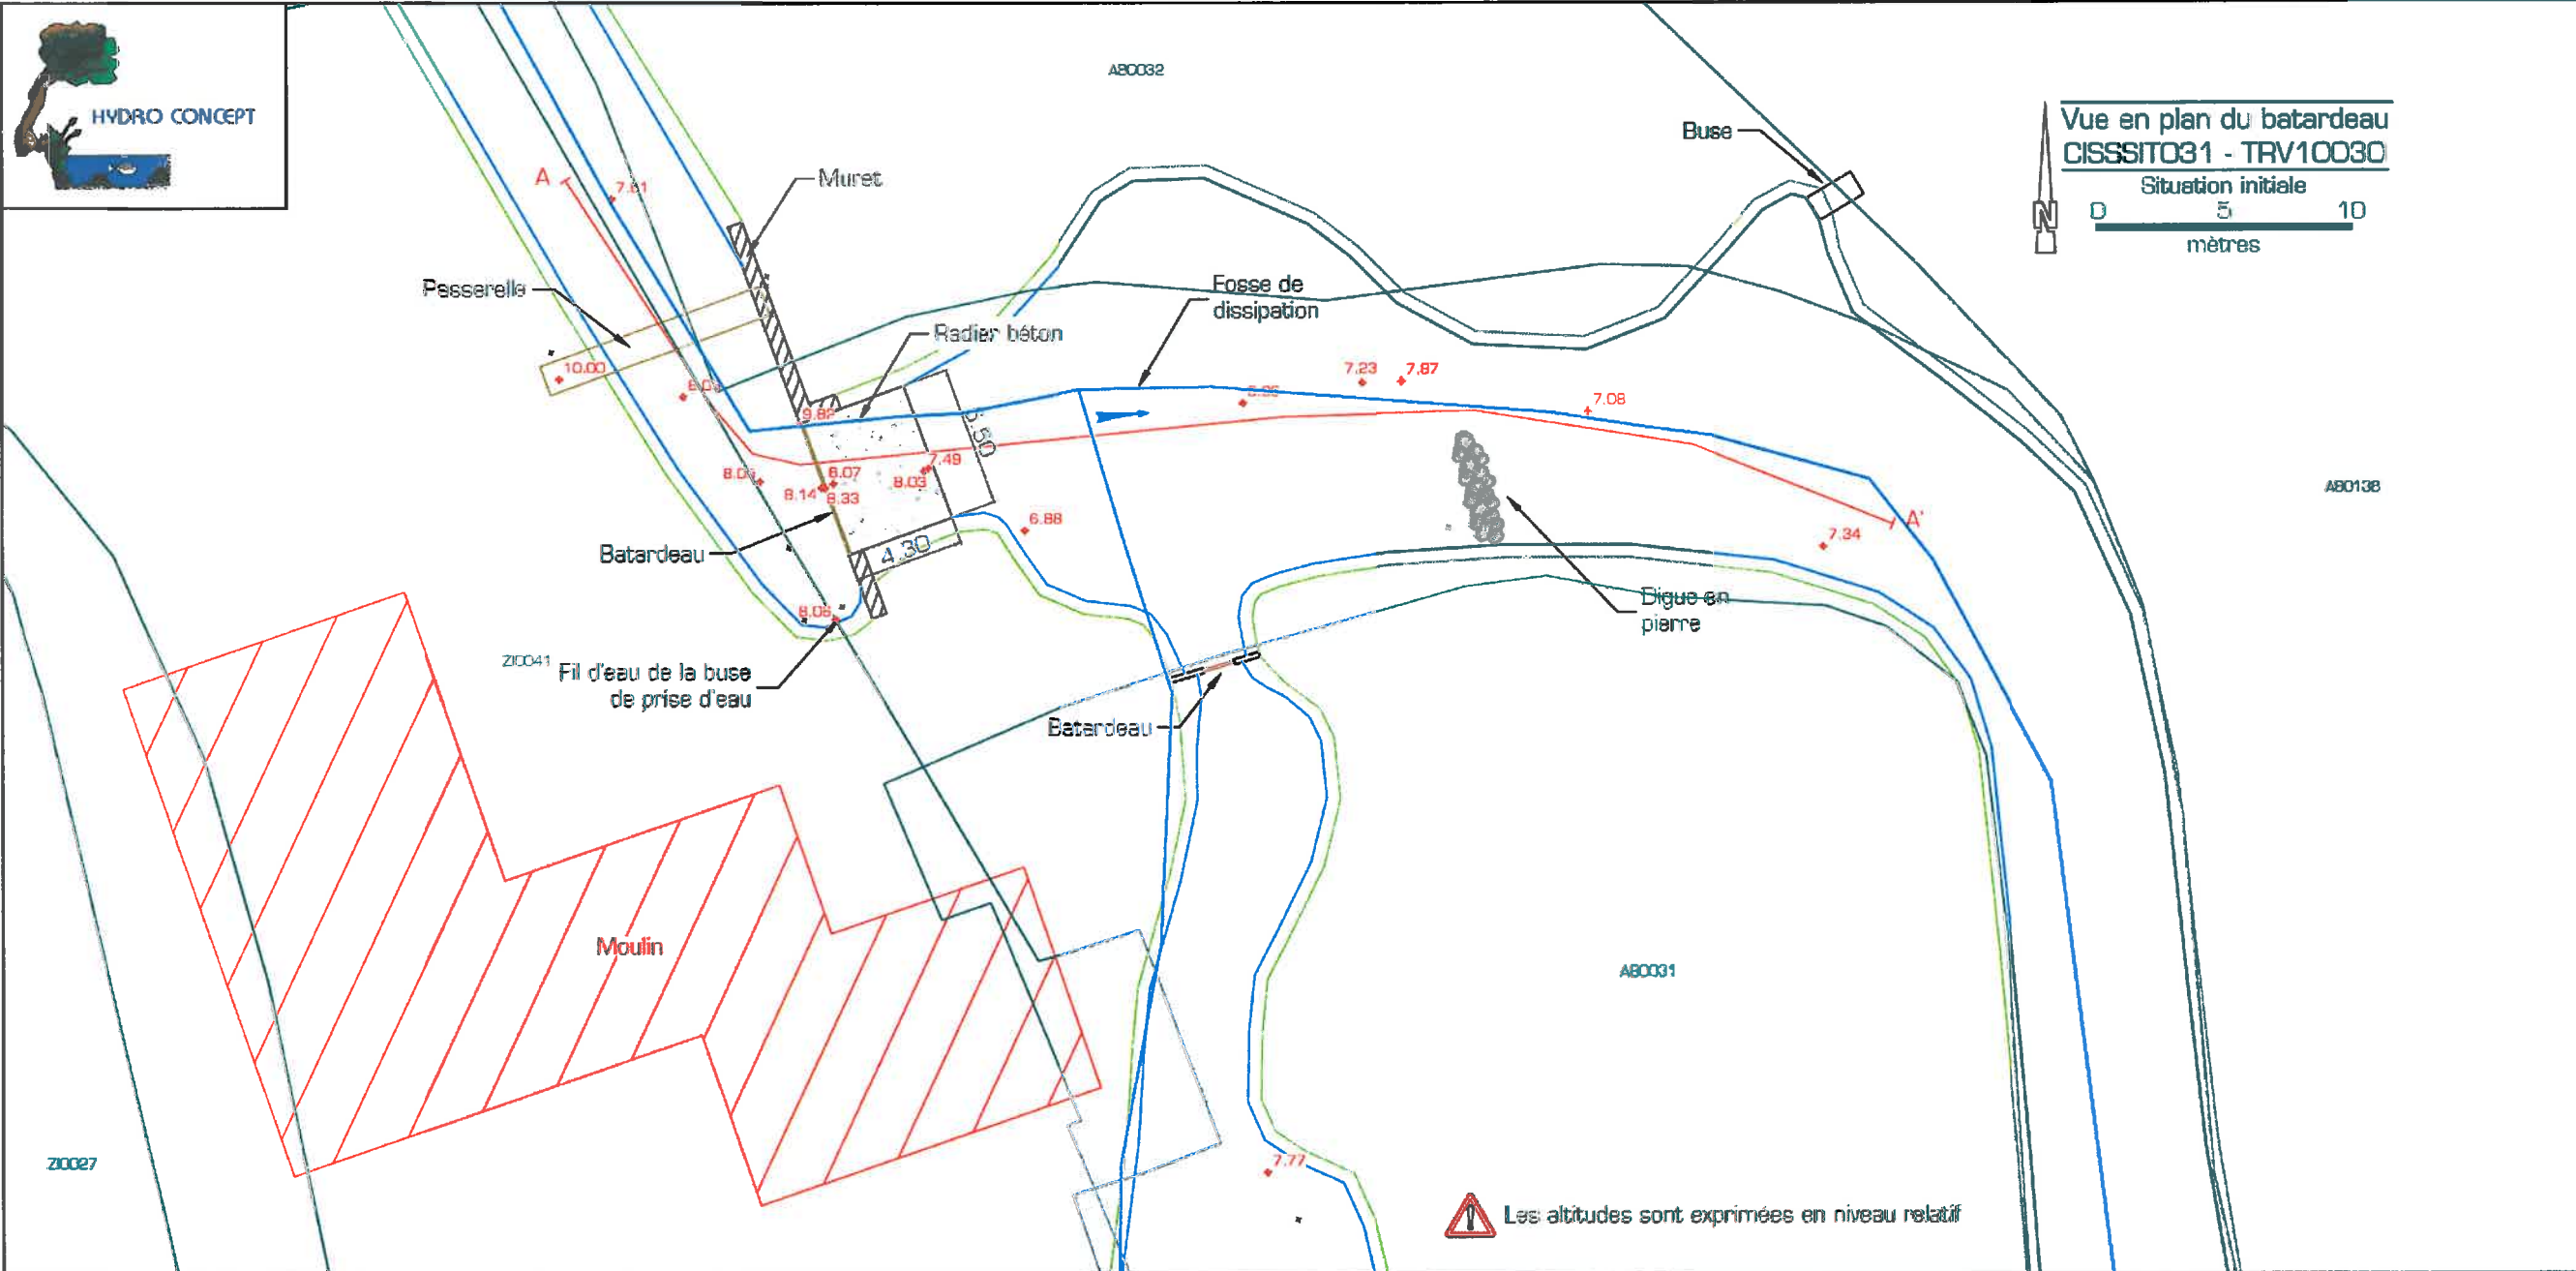 HYDRO CONCEPT
AB0032
Buse
Vue en plan du batardeau
CISSSIT031 - TRV10030
Situation initiale
0 5 10
mètres
N
A
7.61
Muret
Passerelle
Fosse de
dissipation
Radier béton
10.00
9.82
5.50
7.23
7.87
7.08
7.49
8.07
8.03
8.14
8.33
6.88
A'
7.34
AB0138
Batardeau
4.30
8.06
Digue en
pierre
ZI0041
Fil d'eau de la buse
de prise d'eau
Batardeau
Moulin
AB0031
ZI0027
7.77
Les altitudes sont exprimées en niveau relatif